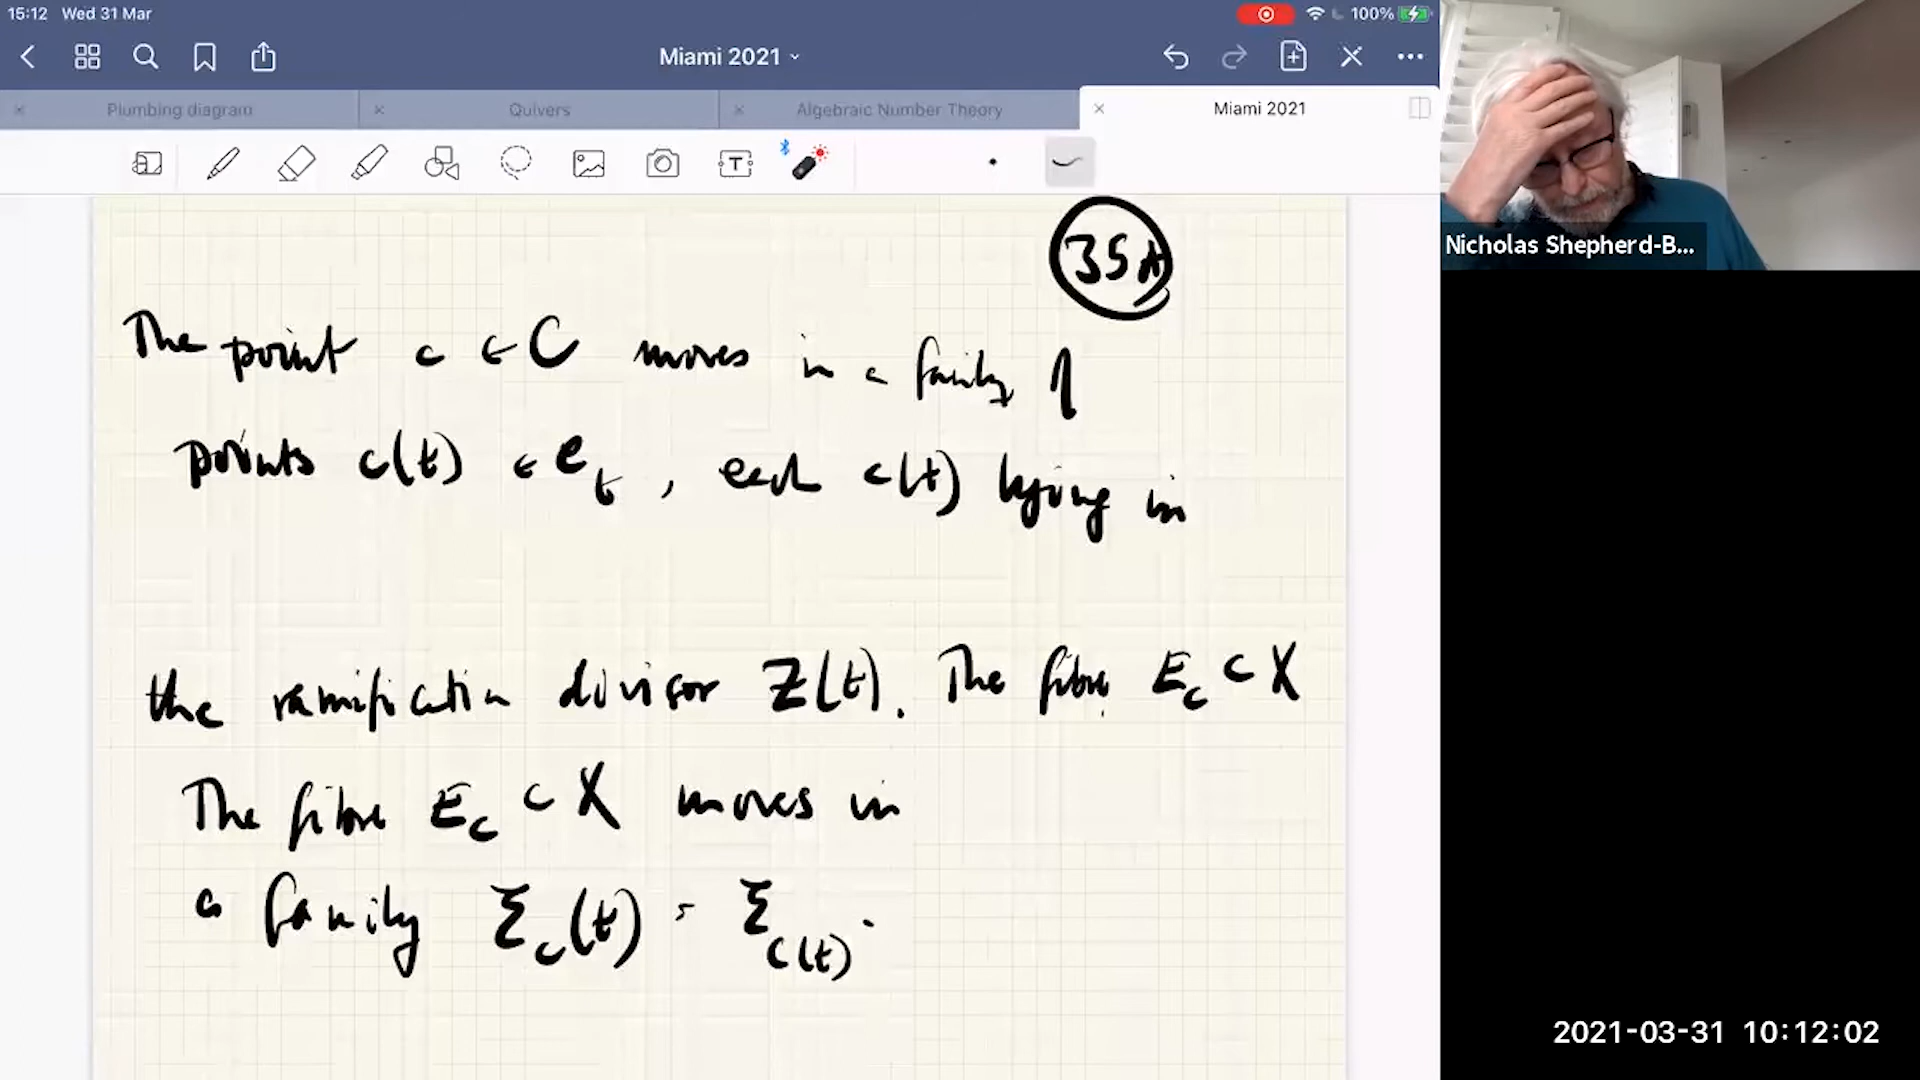 15:12 Wed 31 Mar
100%
Miami 2021
Plumbing diagram
Quivers
Algebraic Number Theory
Miami 2021
T
35A
The point c ∈ C moves in a family of
points c(t) ∈ C_t, each c(t) lying in
the ramification divisor Z(t). The fibre E_c ⊂ X
The fibre E_c ⊂ X moves in
a family Ɛ_c(t) = Ɛ_c(t).
Nicholas Shepherd-B...
2021-03-31 10:12:02